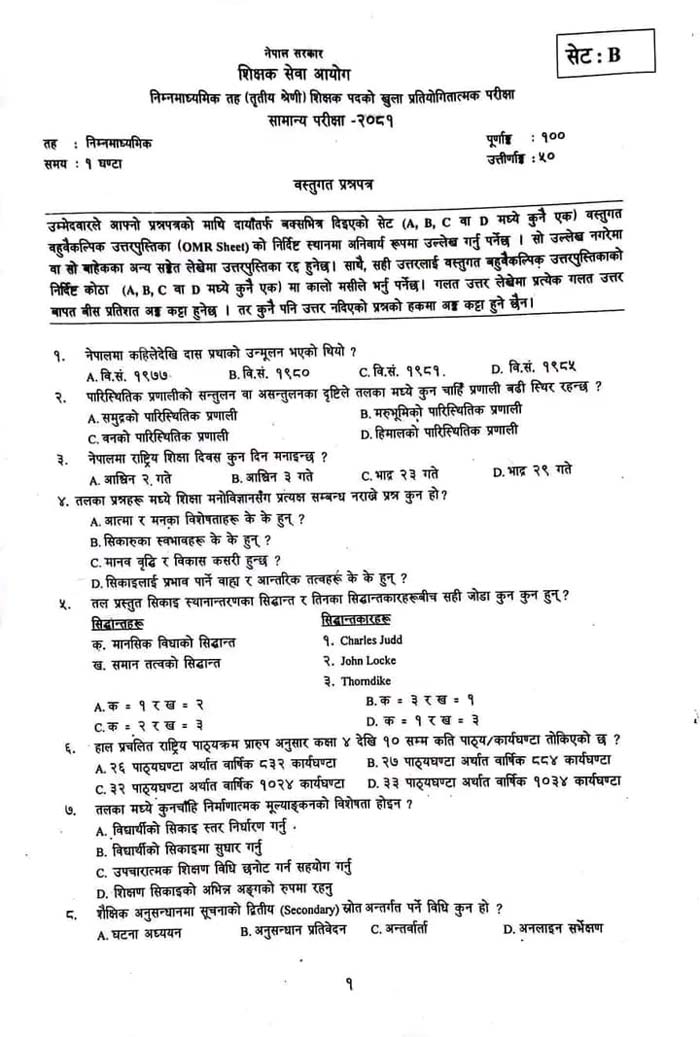 नेपाल सरकार
सेट : B
शिक्षक सेवा आयोग
निम्नमाध्यमिक तह (तृतीय श्रेणी) शिक्षक पदको खुला प्रतियोगितात्मक परीक्षा
सामान्य परीक्षा -२०८१
तह : निम्नमाध्यमिक
पूर्णाङ्क : १००
समय : १ घण्टा
उत्तीर्णाङ्क : ५०
वस्तुगत प्रश्नपत्र
उम्मेदवारले आफ्नो प्रश्नपत्रको माथि दायाँतर्फ बक्सभित्र दिइएको सेट (A, B, C वा D मध्ये कुनै एक) वस्तुगत
वहुवैकल्पिक उत्तरपुस्तिका (OMR Sheet) को निर्दिष्ट स्थानमा अनिवार्य रूपमा उल्लेख गर्नु पर्नेछ । सो उल्लेख नगरेमा
वा सो बाहेकका अन्य सङ्केत लेखेमा उत्तरपुस्तिका रद्द हुनेछ। साथै, सही उत्तरलाई वस्तुगत बहुवैकल्पिक उत्तरपुस्तिकाको
निर्दिष्ट कोठा (A, B, C वा D मध्ये कुनै एक) मा कालो मसीले भर्नु पर्नेछ। गलत उत्तर लेखेमा प्रत्येक गलत उत्तर
बापत बीस प्रतिशत अङ्क कट्टा हुनेछ । तर कुनै पनि उत्तर नदिएको प्रश्नको हकमा अङ्क कट्टा हुने छैन।
१. नेपालमा कहिलेदेखि दास प्रथाको उन्मूलन भएको थियो ?
A. वि.सं. १९७७ B. वि.सं. १९८० C. वि.सं. १९८१. D. वि.सं. १९८५
२. पारिस्थितिक प्रणालीको सन्तुलन वा असन्तुलनका दृष्टिले तलका मध्ये कुन चाहिँ प्रणाली बढी स्थिर रहन्छ ?
A. समुद्रको पारिस्थितिक प्रणाली B. मरुभूमिको पारिस्थितिक प्रणाली
C. वनको पारिस्थितिक प्रणाली D. हिमालको पारिस्थितिक प्रणाली
३. नेपालमा राष्ट्रिय शिक्षा दिवस कुन दिन मनाइन्छ ?
A. आश्विन २ गते B. आश्विन ३ गते C. भाद्र २३ गते D. भाद्र २९ गते
४. तलका प्रश्नहरू मध्ये शिक्षा मनोविज्ञानसँग प्रत्यक्ष सम्बन्ध नराख्ने प्रश्न कुन हो?
A. आत्मा र मनका विशेषताहरू के के हुन् ?
B. सिकारुका स्वभावहरू के के हुन् ?
C. मानव वृद्धि र विकास कसरी हुन्छ ?
D. सिकाइलाई प्रभाव पार्ने वाह्य र आन्तरिक तत्वहरू के के हुन् ?
५. तल प्रस्तुत सिकाइ स्थानान्तरणका सिद्धान्त र तिनका सिद्धान्तकारहरूबीच सही जोडा कुन कुन हुन्?
सिद्धान्तहरू सिद्धान्तकारहरू
क. मानसिक विधाको सिद्धान्त १. Charles Judd
ख. समान तत्वको सिद्धान्त २. John Locke
३. Thorndike
A. क = १ र ख = २ B. क = ३ र ख = १
C. क = २ र ख = ३ D. क = १ र ख = ३
६. हाल प्रचलित राष्ट्रिय पाठ्यक्रम प्रारुप अनुसार कक्षा ४ देखि १० सम्म कति पाठ्य/कार्यघण्टा तोकिएको छ ?
A. २६ पाठ्यघण्टा अर्थात वार्षिक ८३२ कार्यघण्टा B. २७ पाठ्यघण्टा अर्थात वार्षिक ८८४ कार्यघण्टा
C. ३२ पाठ्यघण्टा अर्थात वार्षिक १०२४ कार्यघण्टा D. ३३ पाठ्यघण्टा अर्थात वार्षिक १०३४ कार्यघण्टा
७. तलका मध्ये कुनचाँहि निर्माणात्मक मूल्याङ्कनको विशेषता होइन ?
A. विद्यार्थीको सिकाइ स्तर निर्धारण गर्नु .
B. विद्यार्थीको सिकाइमा सुधार गर्नु
C. उपचारात्मक शिक्षण विधि छनोट गर्न सहयोग गर्नु
D. शिक्षण सिकाइको अभिन्न अङ्गको रुपमा रहनु
८. शैक्षिक अनुसन्धानमा सूचनाको द्वितीय (Secondary) स्रोत अन्तर्गत पर्ने विधि कुन हो ?
A. घटना अध्ययन B. अनुसन्धान प्रतिवेदन C. अन्तर्वार्ता D. अनलाइन सर्भेक्षण
१